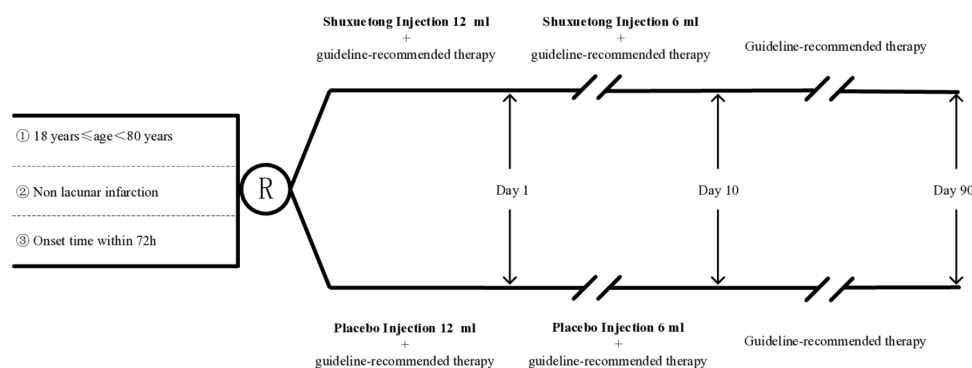 Shuxuetong Injection 12 ml
+
guideline-recommended therapy
Shuxuetong Injection 6 ml
+
guideline-recommended therapy
Guideline-recommended therapy
① 18 years≤age<80 years
② Non lacunar infarction
③ Onset time within 72h
R
Day 1
Day 10
Day 90
Placebo Injection 12 ml
+
guideline-recommended therapy
Placebo Injection 6 ml
+
guideline-recommended therapy
Guideline-recommended therapy